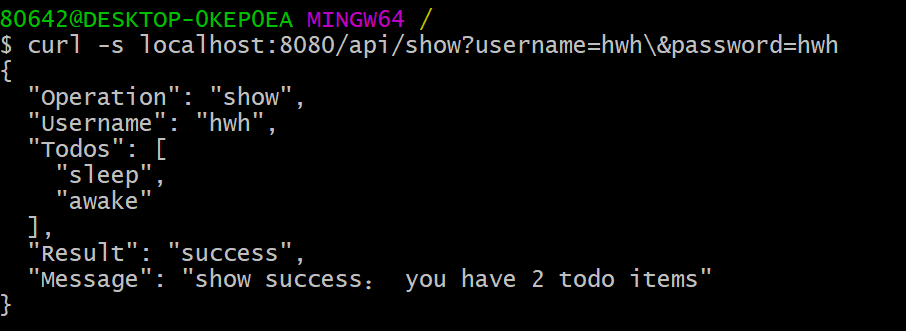 80642@DESKTOP-0KEP0EA MINGW64 /
$ curl -s localhost:8080/api/show?username=hwh\&password=hwh
{
  "Operation": "show",
  "Username": "hwh",
  "Todos": [
    "sleep",
    "awake"
  ],
  "Result": "success",
  "Message": "show success： you have 2 todo items"
}